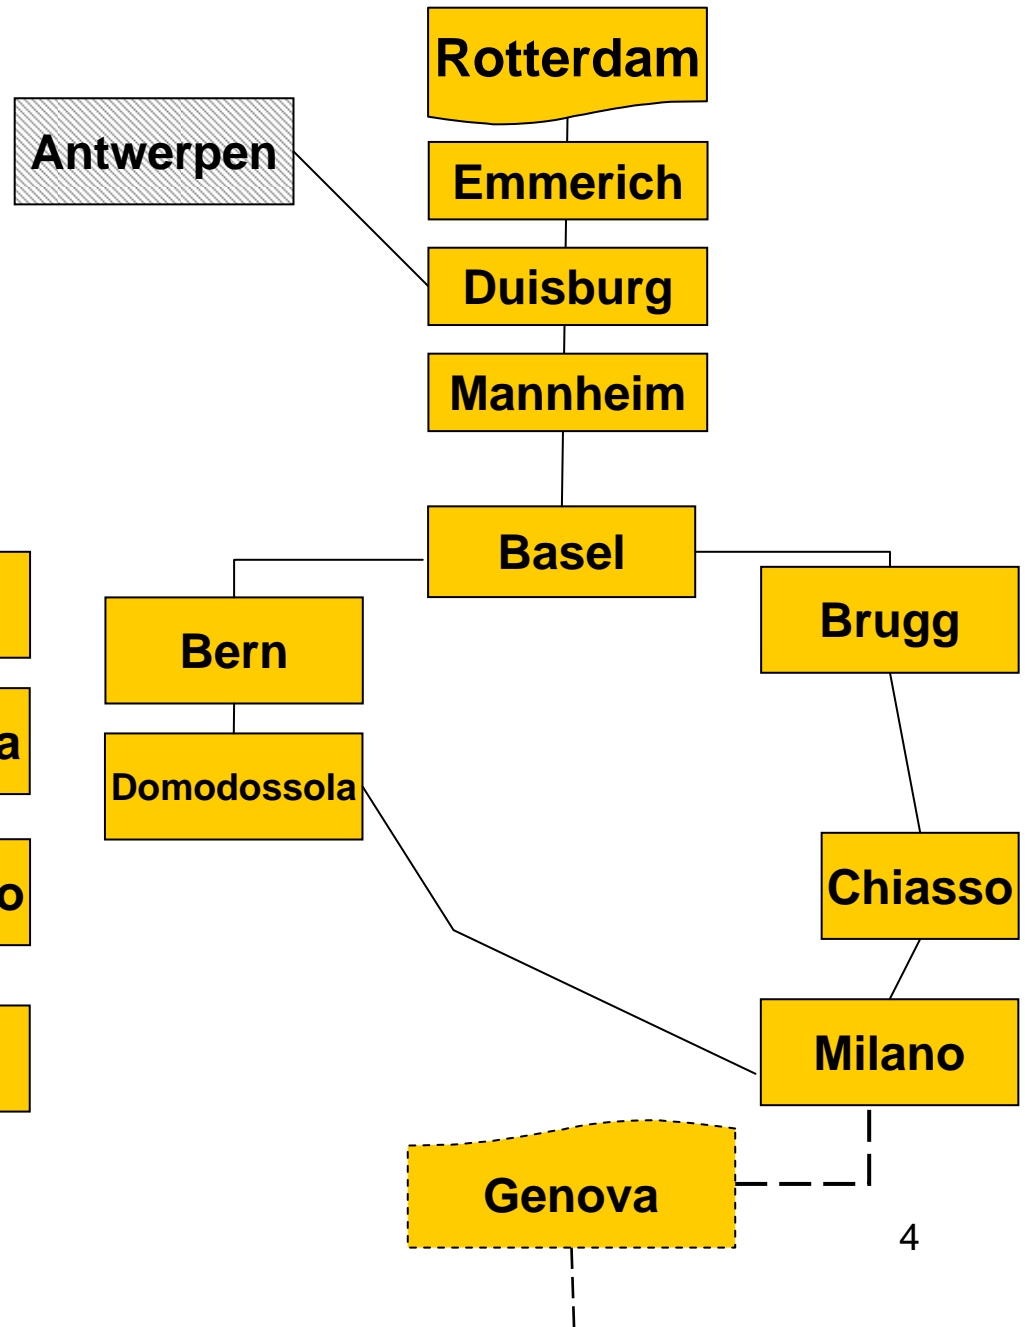 Rotterdam
Antwerpen
Emmerich
Duisburg
Mannheim
Basel
Brugg
Bern
a
Domodossola
Chiasso
o
Milano
Genova
4